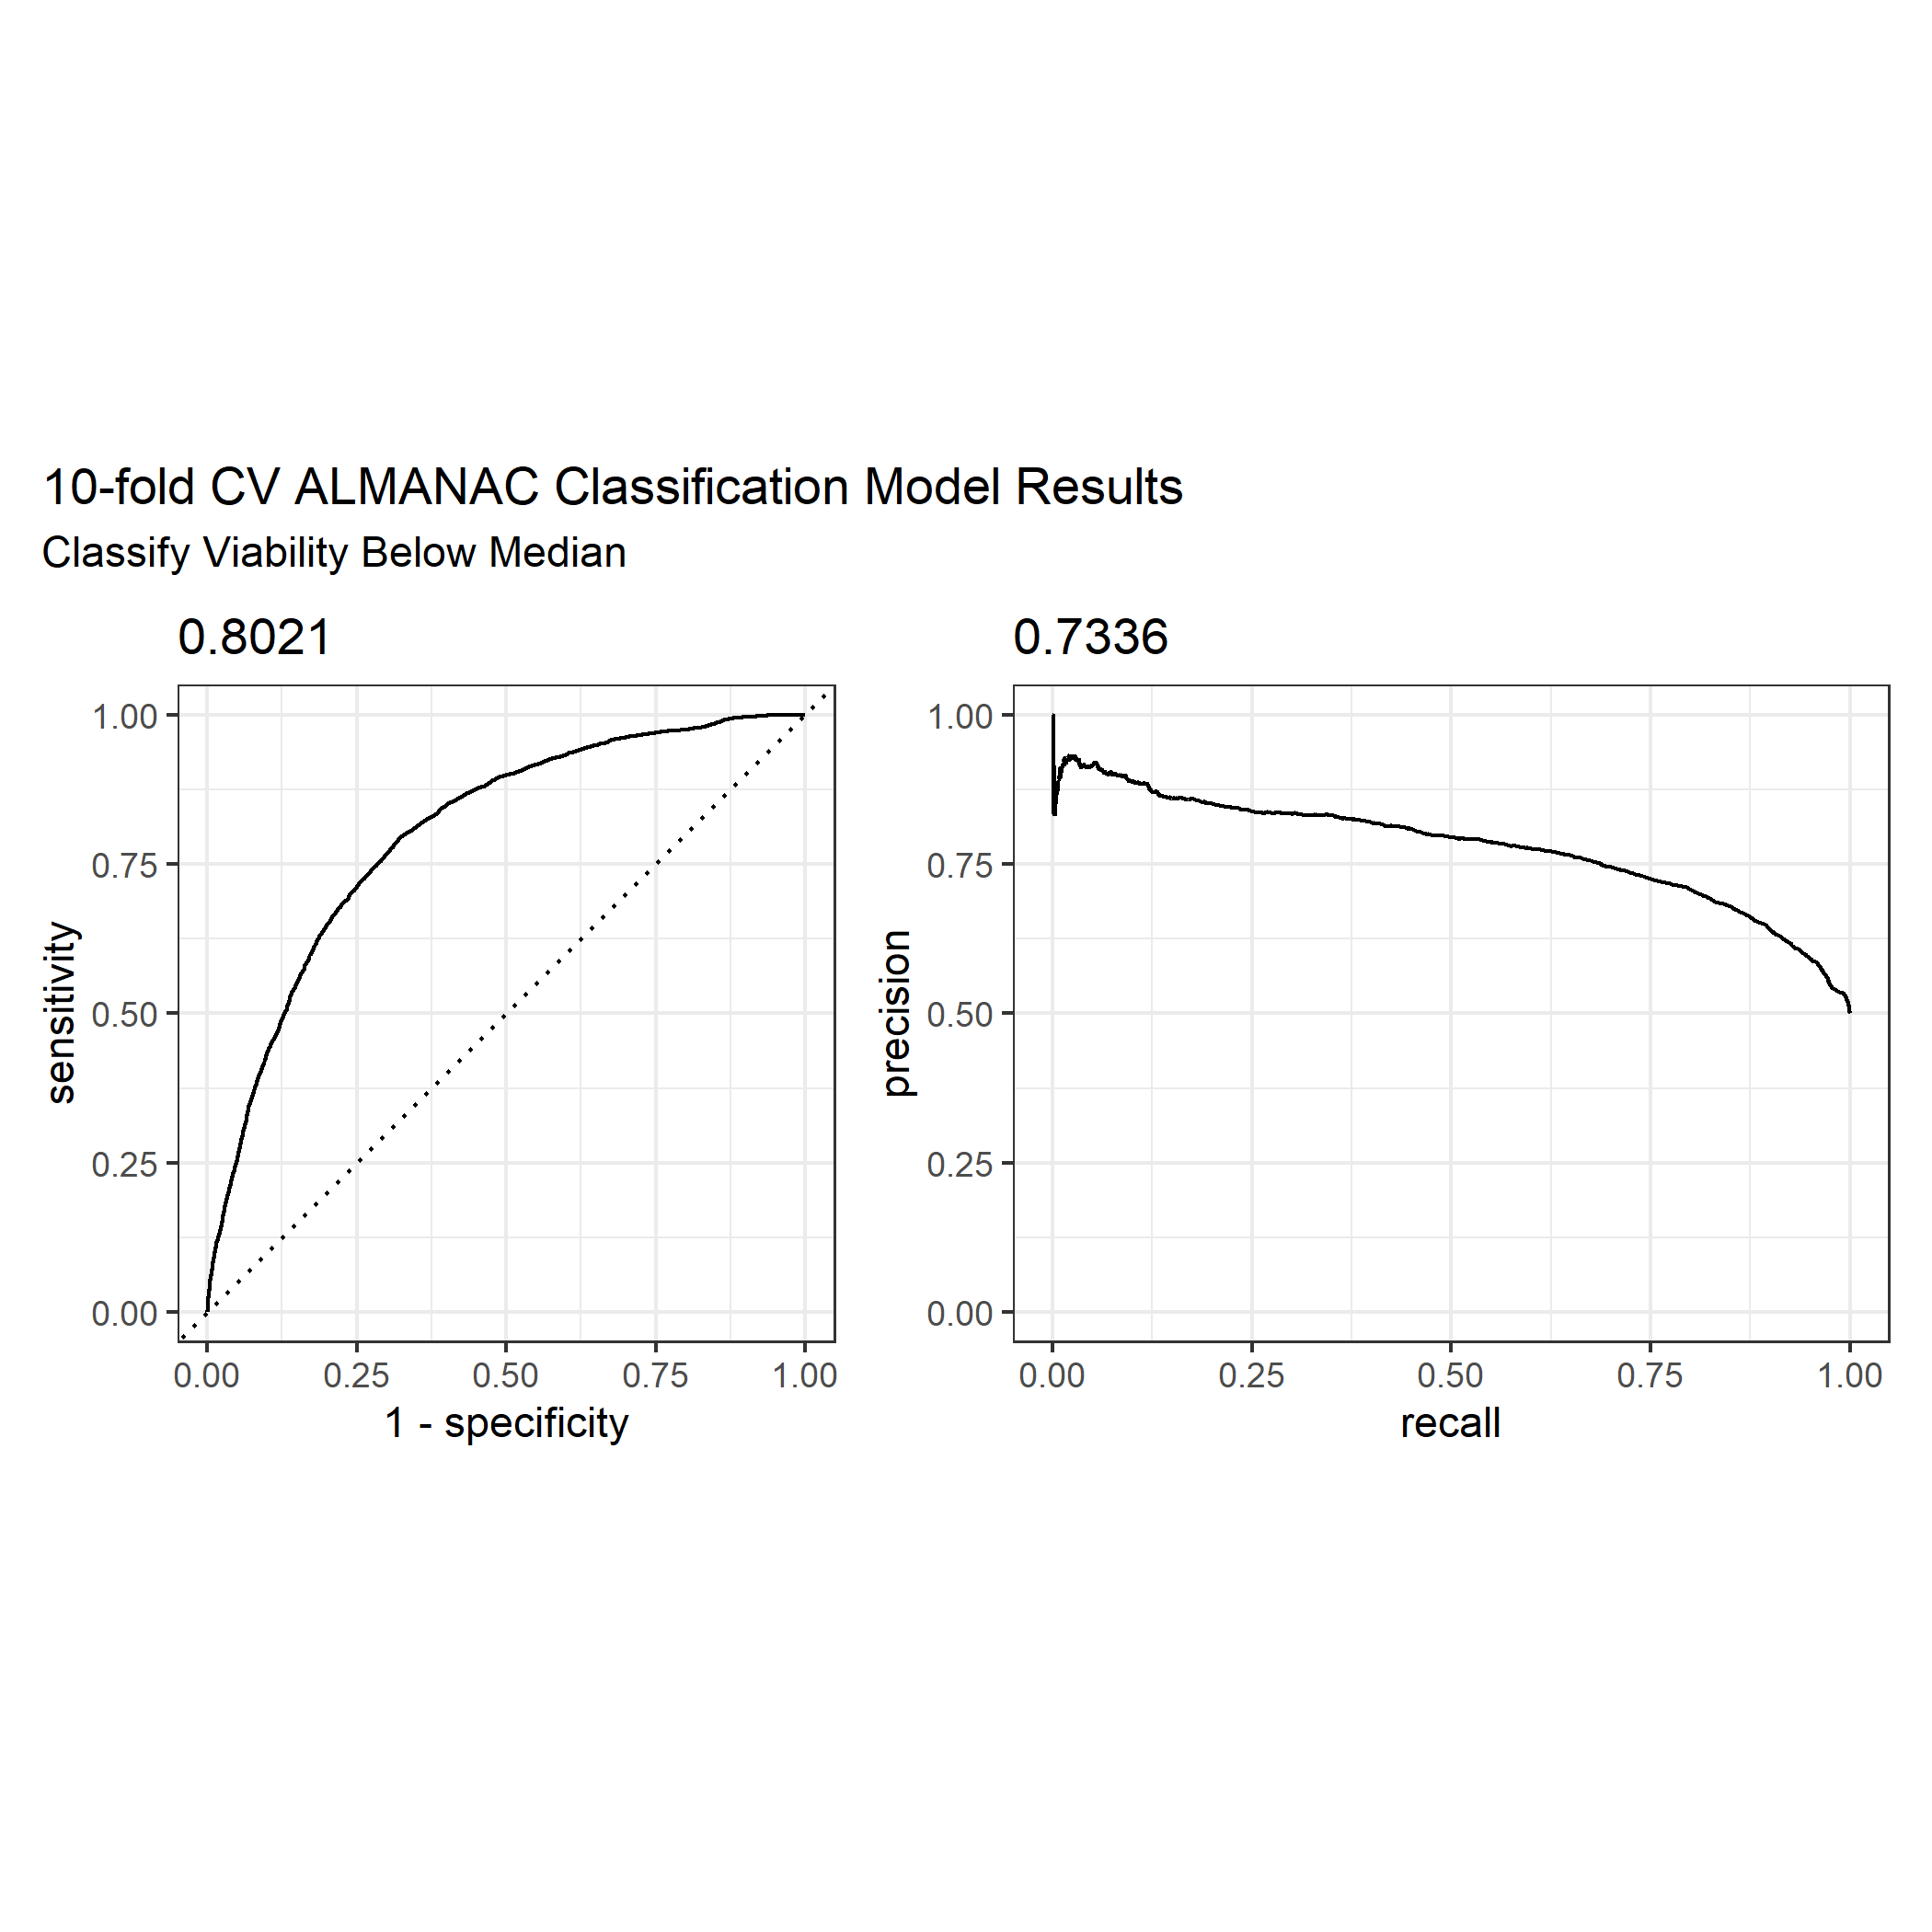 10-fold CV ALMANAC Classification Model Results
Classify Viability Below Median
0.8021
1.00
0.75
0.50
0.25
0.00
sensitivity
0.00 0.25 0.50 0.75 1.00
1 - specificity
0.7336
1.00
0.75
0.50
0.25
0.00
precision
0.00 0.25 0.50 0.75 1.00
recall